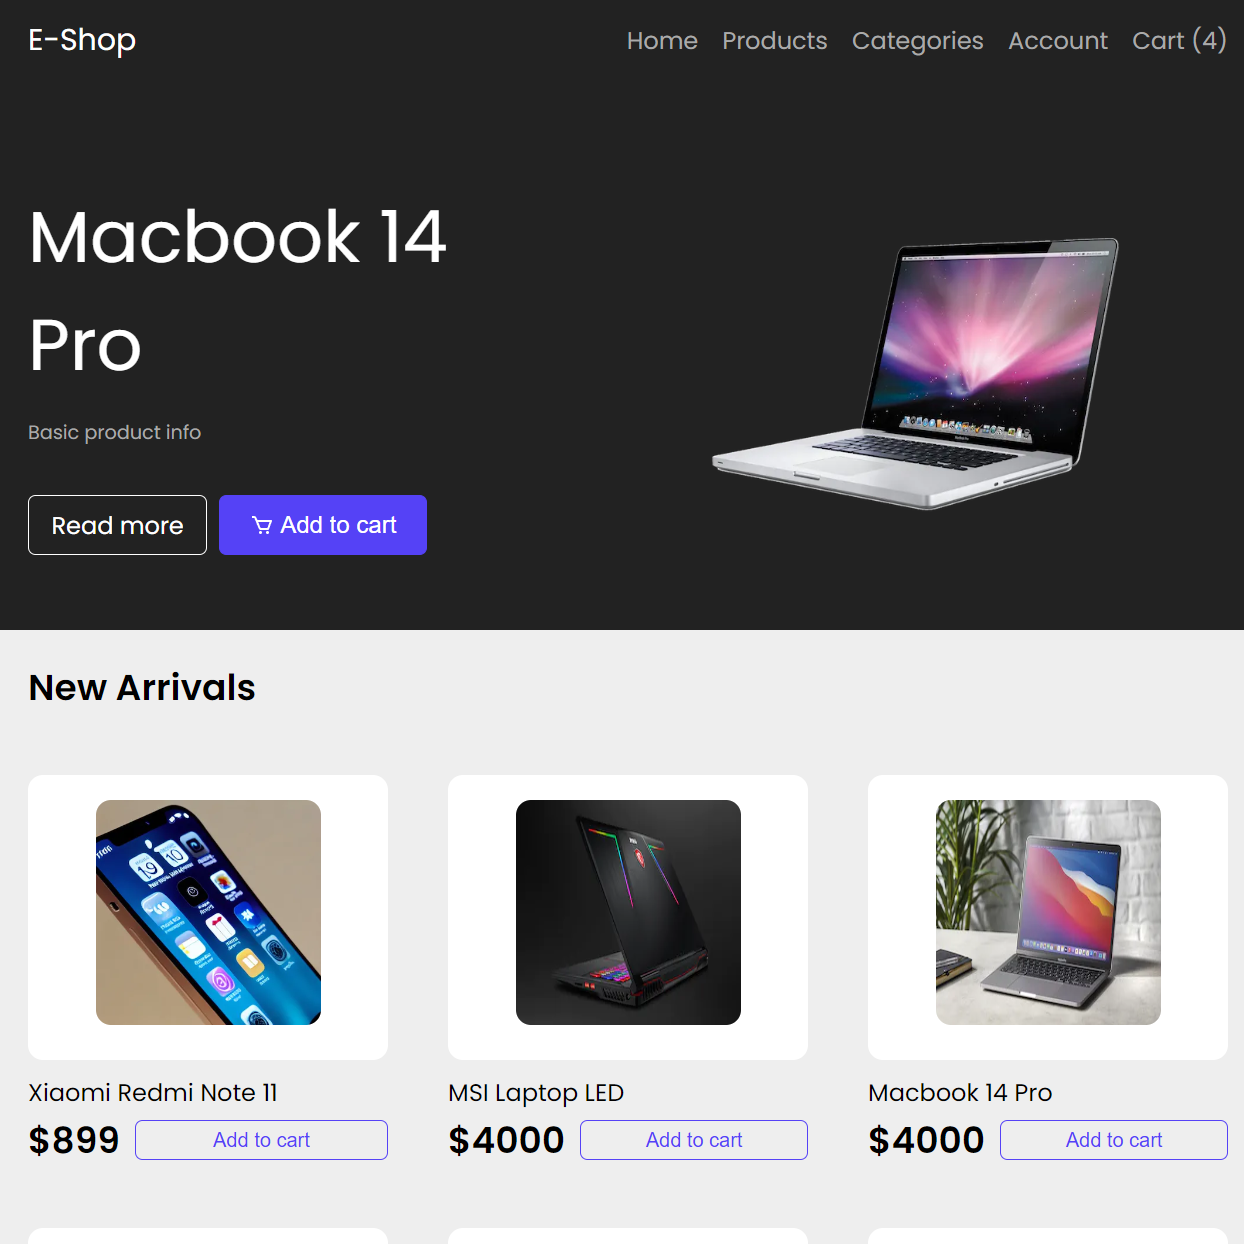 E-Shop
Home Products Categories Account Cart (4)
Macbook 14
Pro
Basic product info
Read more
Add to cart
New Arrivals
Xiaomi Redmi Note 11
$899 Add to cart
MSI Laptop LED
$4000 Add to cart
Macbook 14 Pro
$4000 Add to cart